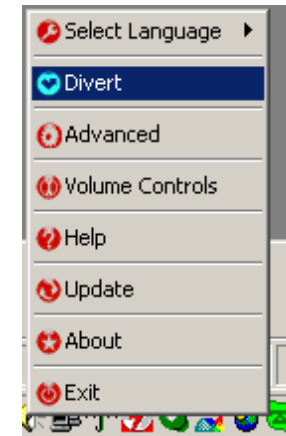 Select Language
Divert
Advanced
Volume Controls
Help
Update
About
Exit